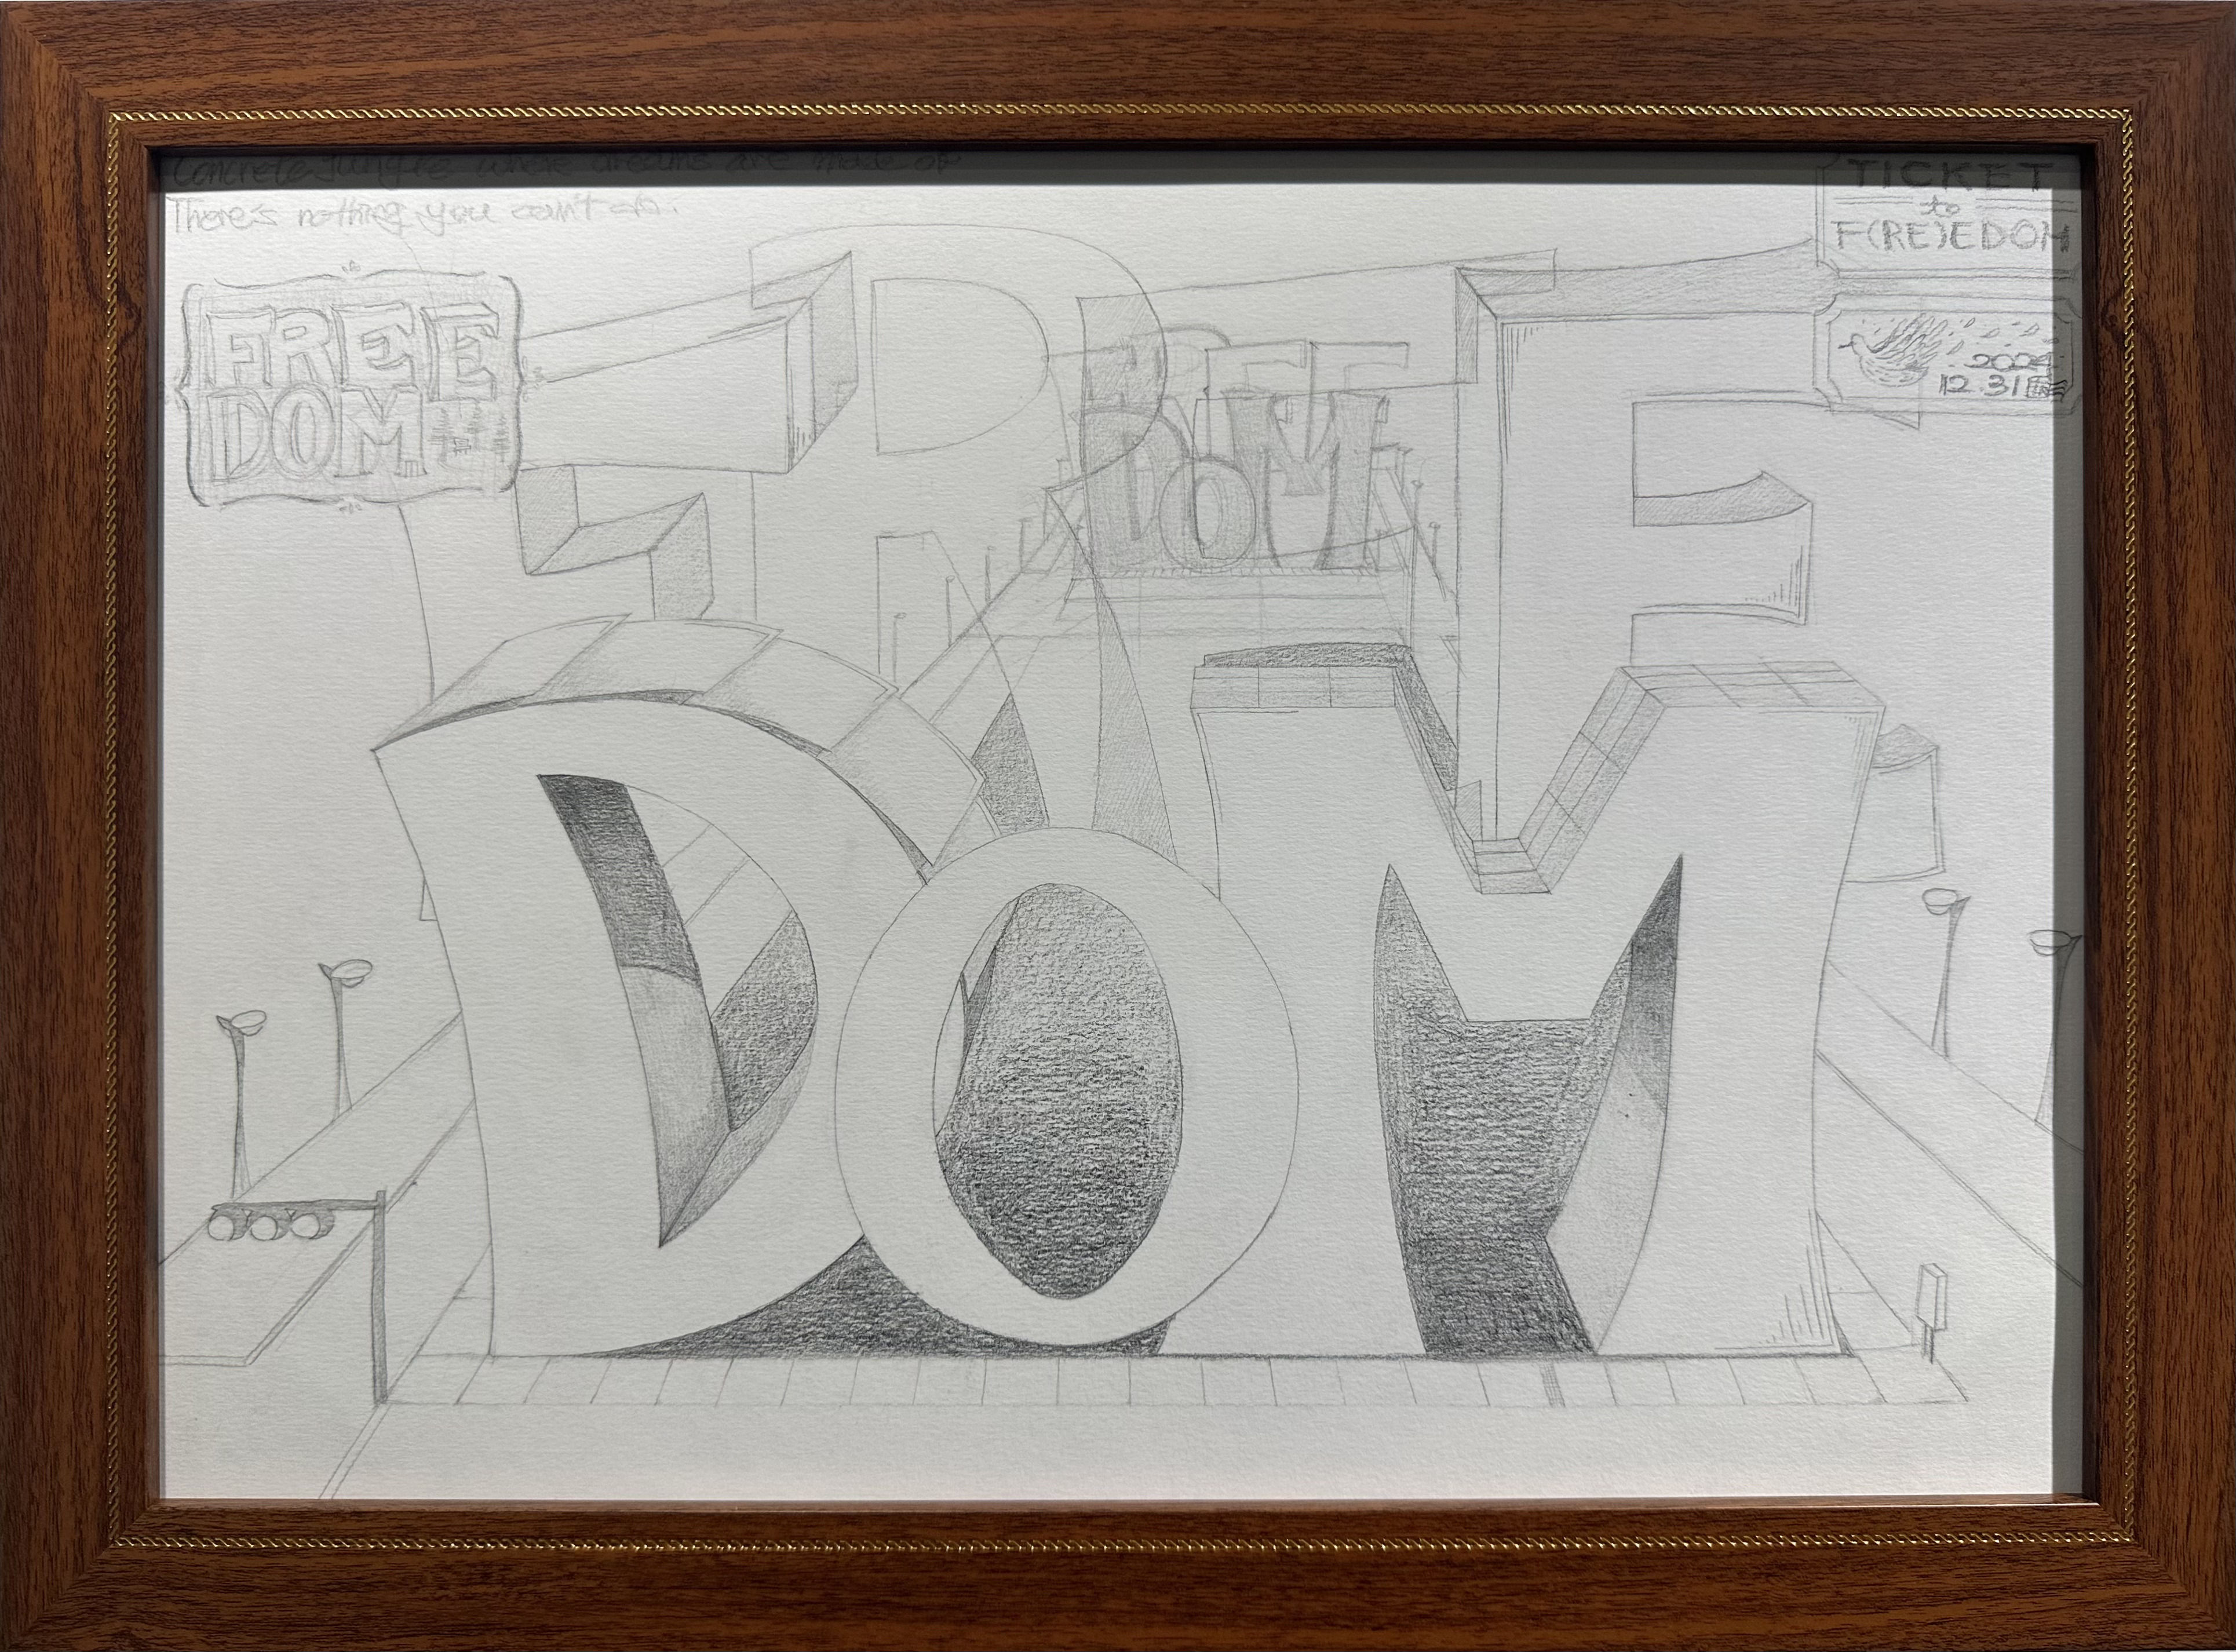 Concrete Jungle where dreams are made of
There's nothing you can't do.
TICKET
to
F(RE)EDOM
FREE
DOM
2024
12 31
FREE
DOM
FRE
DOM